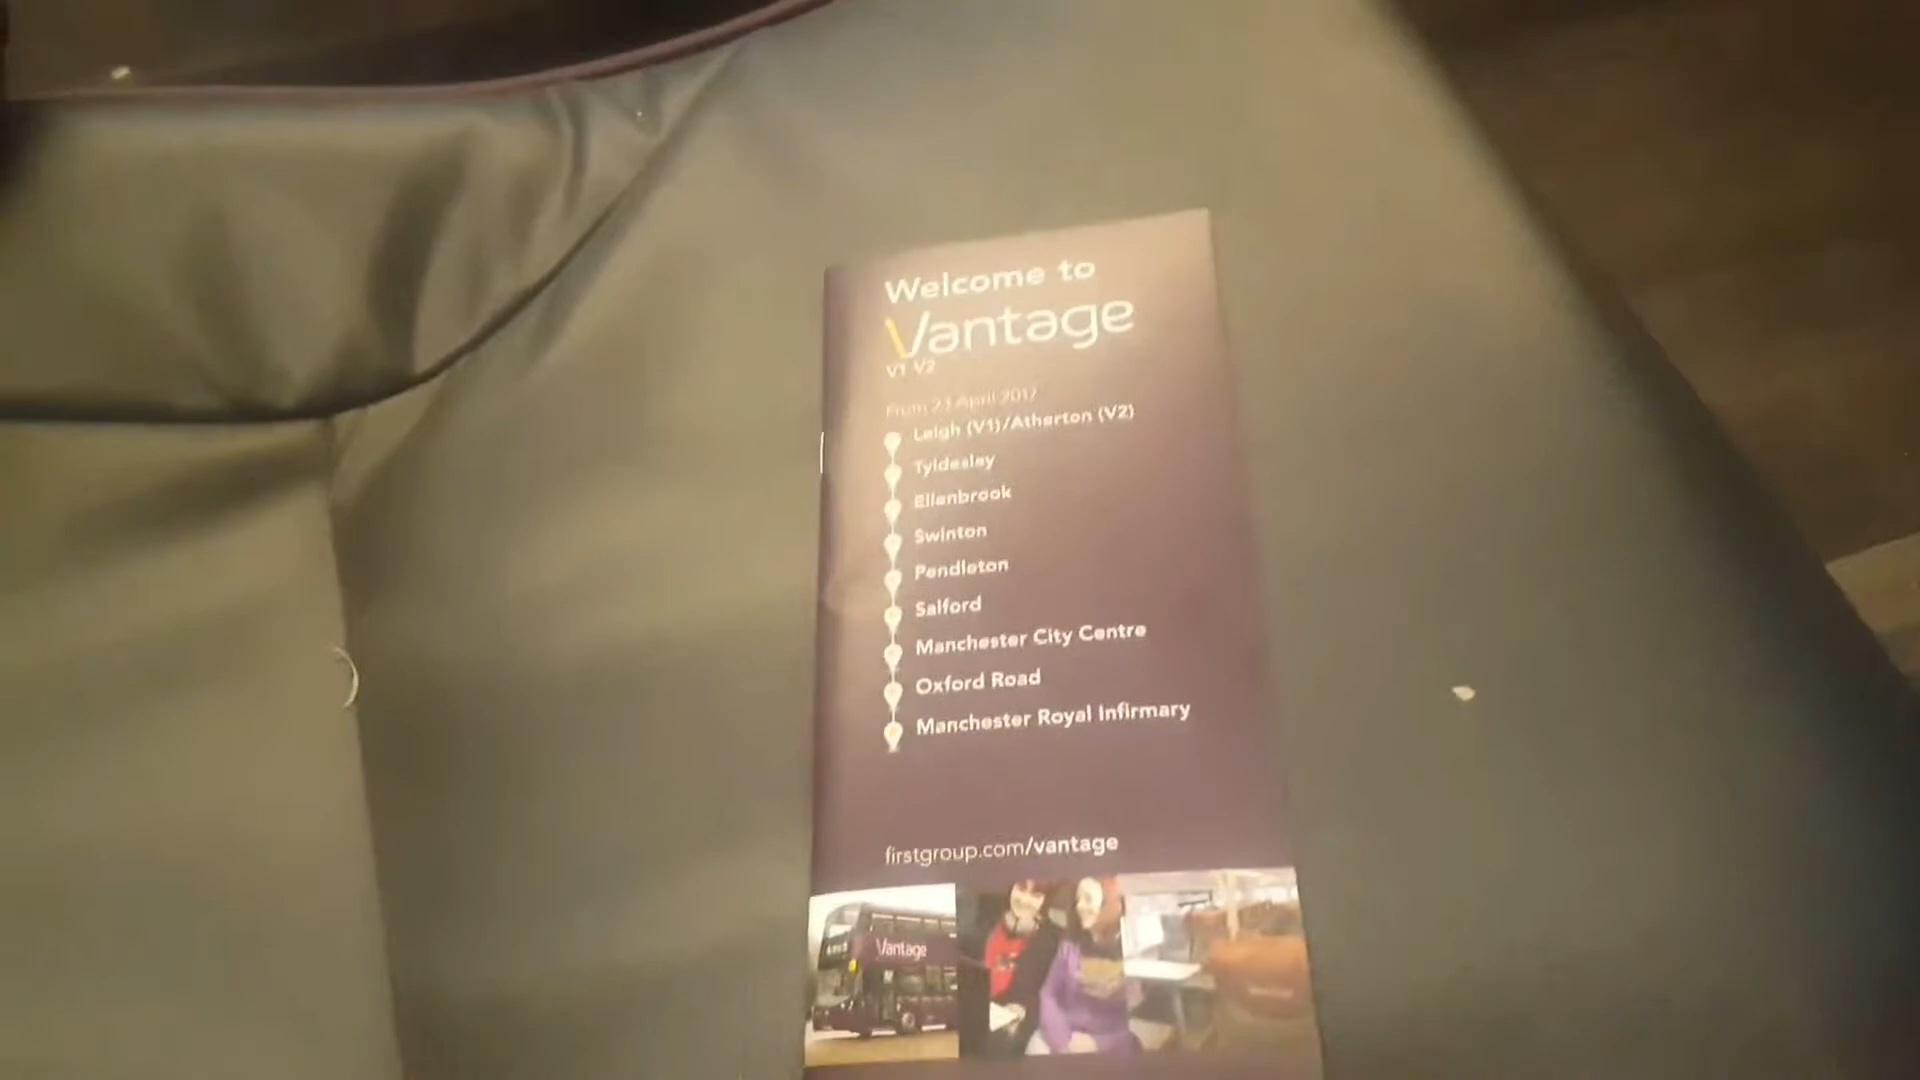 Welcome to
Vantage
V1 V2
From 23 April 2017
Leigh (V1)/Atherton (V2)
Tyldesley
Ellenbrook
Swinton
Pendleton
Salford
Manchester City Centre
Oxford Road
Manchester Royal Infirmary
firstgroup.com/vantage
Vantage